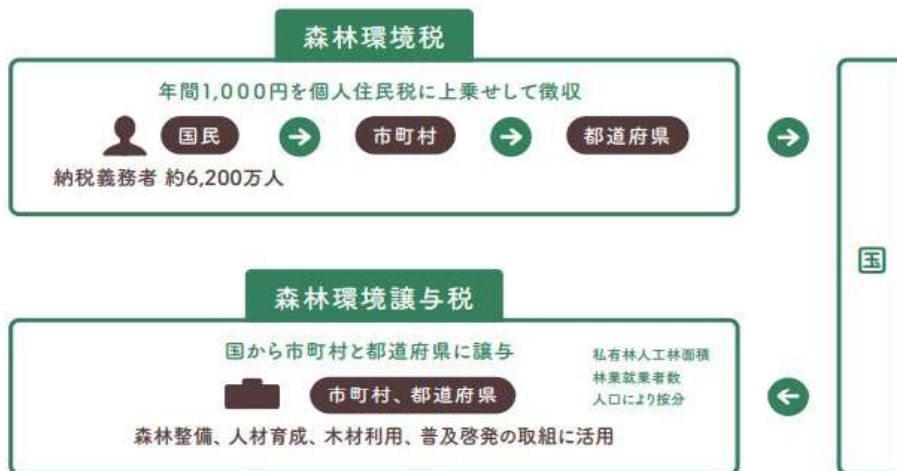 森林環境税
年間1,000円を個人住民税に上乗せして徴収
国民 市町村 都道府県
納税義務者 約6,200万人
国
森林環境譲与税
国から市町村と都道府県に譲与
私有林人工林面積
林業就業者数
人口により按分
市町村、都道府県
森林整備、人材育成、木材利用、普及啓発の取組に活用